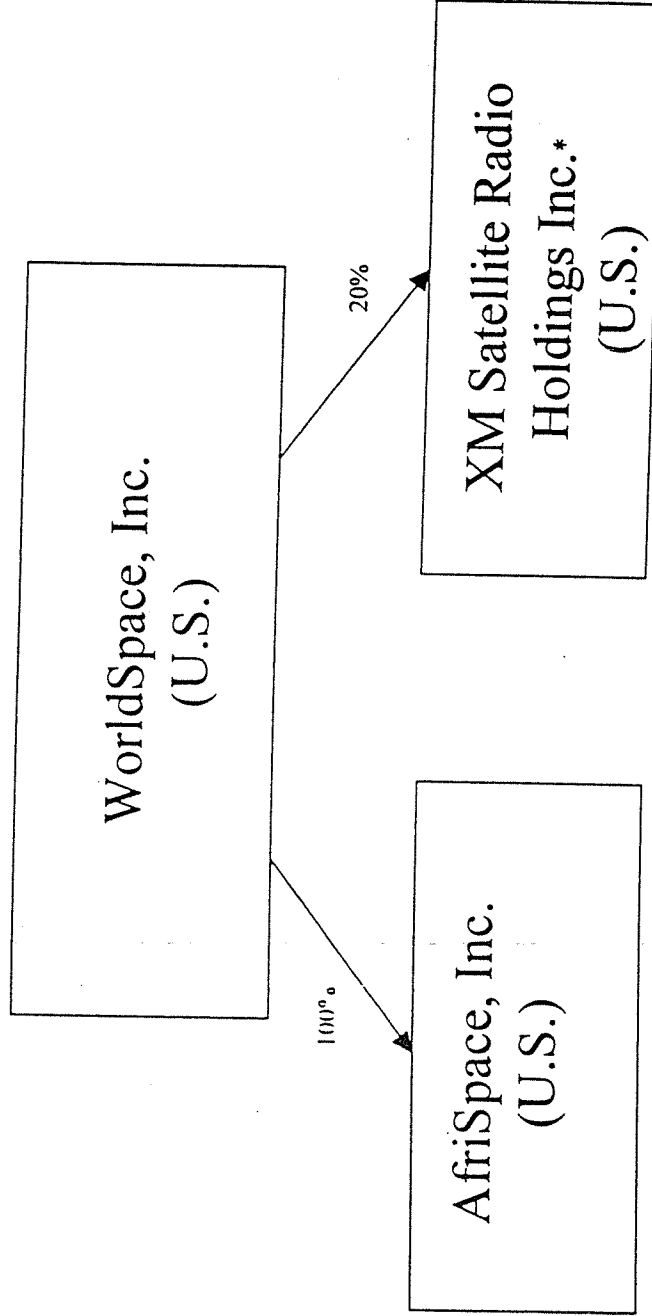 WorldSpace, Inc.
(U.S.)
100%
20%
AfriSpace, Inc.
(U.S.)
XM Satellite Radio
Holdings Inc.*
(U.S.)